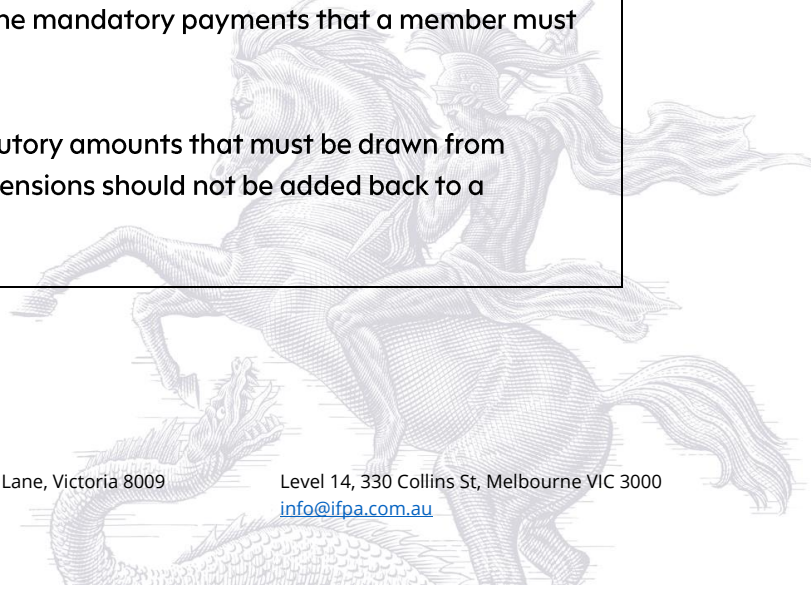 he mandatory payments that a member must
utory amounts that must be drawn from
ensions should not be added back to a
Lane, Victoria 8009
Level 14, 330 Collins St, Melbourne VIC 3000
info@ifpa.com.au